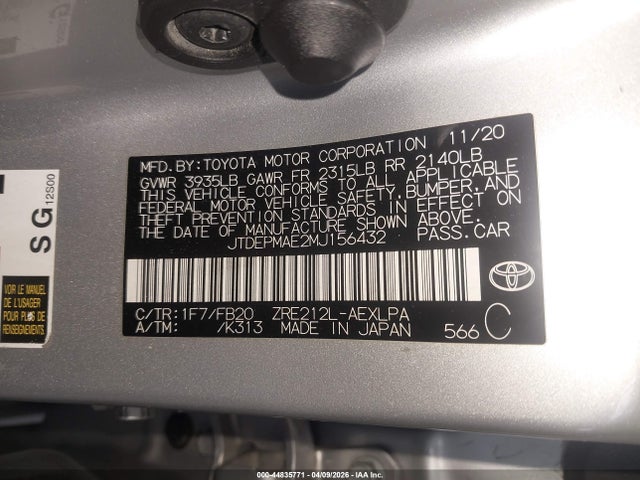 MFD. BY: TOYOTA MOTOR CORPORATION 11/20
GVWR 3935LB GAWR FR 2315LB RR 2140LB
THIS VEHICLE CONFORMS TO ALL APPLICABLE
FEDERAL MOTOR VEHICLE SAFETY, BUMPER, AND
THEFT PREVENTION STANDARDS IN EFFECT ON
THE DATE OF MANUFACTURE SHOWN ABOVE.
JTDEPMAE2MJ156432 PASS. CAR
C/TR: 1F7/FB20 ZRE212L-AEXLPA
A/TM: /K313 MADE IN JAPAN 566 C
SG 12S00
VOIR LE MANUEL
DE L'USAGER
POUR PLUS DE
RENSEIGNEMENTS
TOYOTA
000-44835771 - 04/09/2026 - IAA Inc.